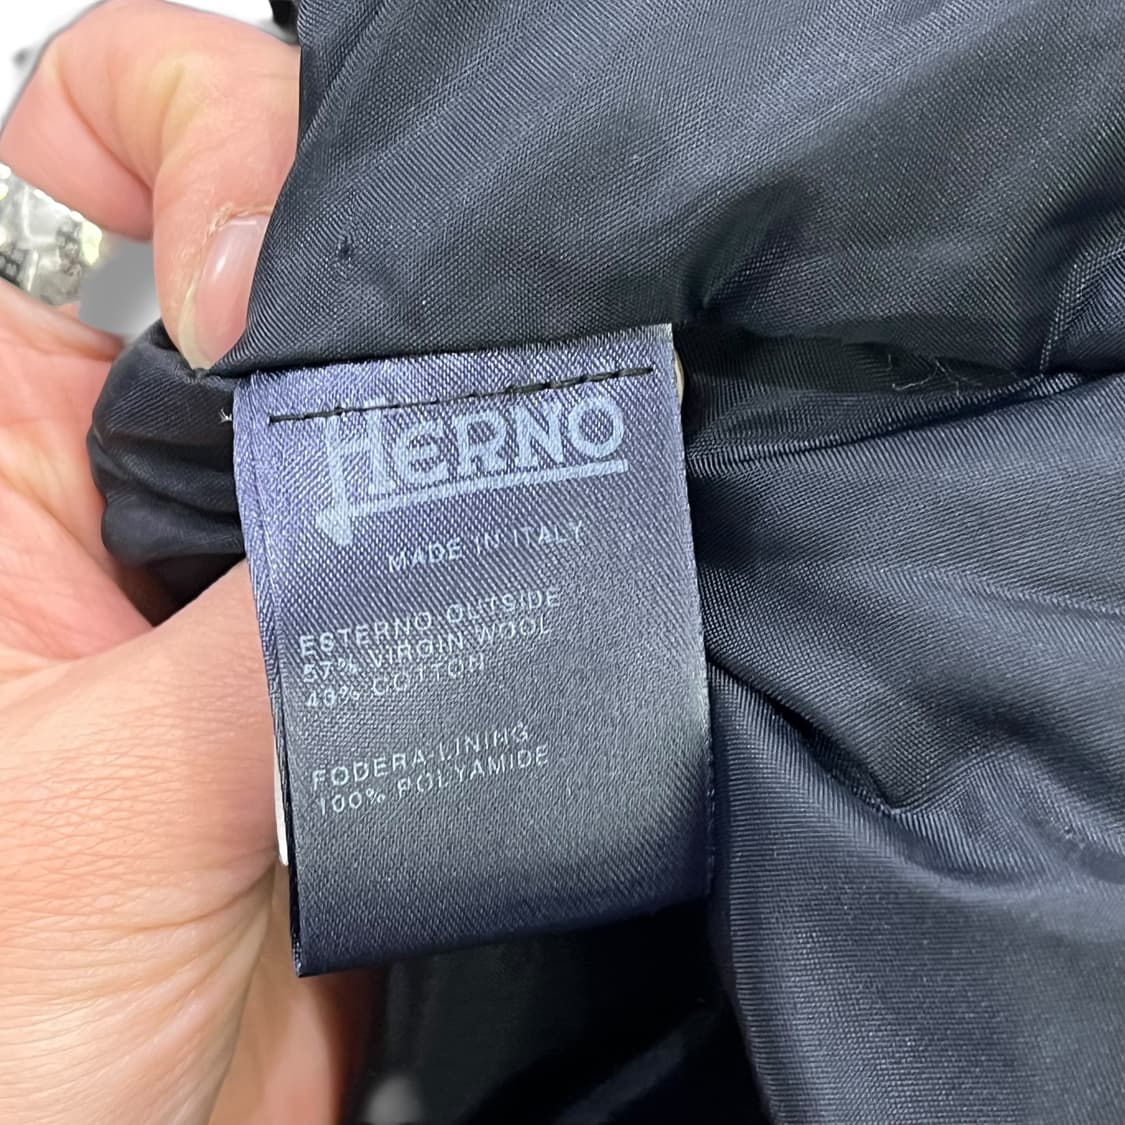 HERNO
MADE IN ITALY
ESTERNO OUTSIDE
57% VIRGIN WOOL
43% COTTON
FODERA-LINING
100% POLYAMIDE